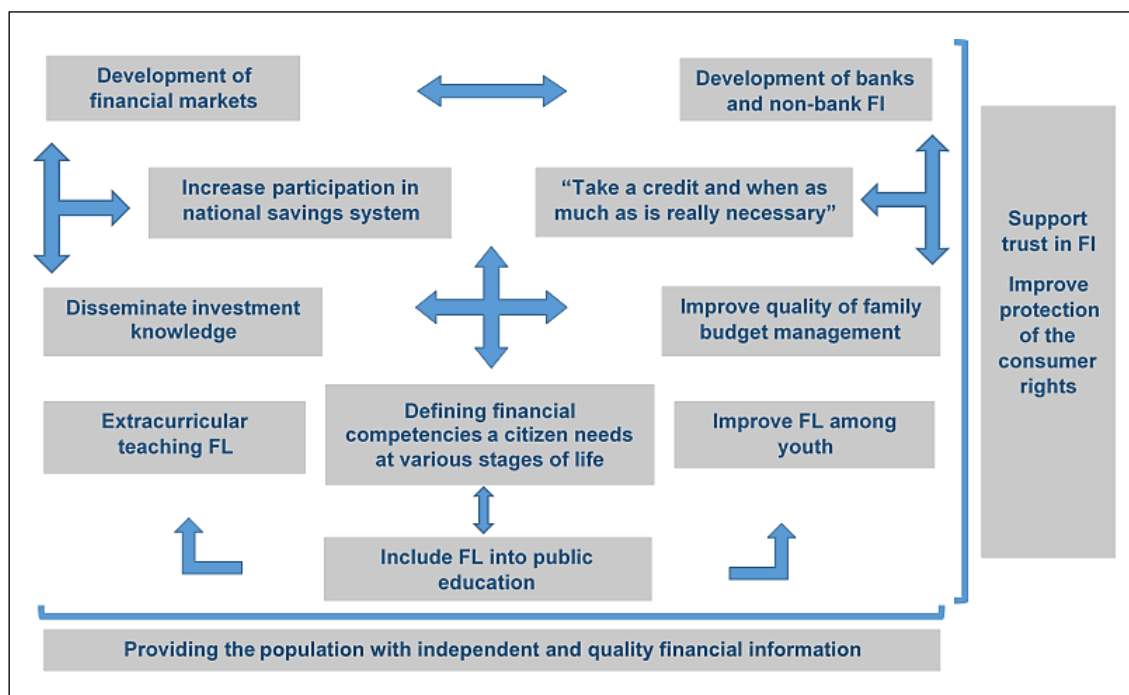 Development of
financial markets
Development of banks
and non-bank FI
Increase participation in
national savings system
“Take a credit and when as
much as is really necessary”
Support
trust in FI
Improve
protection
of the
consumer
rights
Disseminate investment
knowledge
Improve quality of family
budget management
Extracurricular
teaching FL
Defining financial
competencies a citizen needs
at various stages of life
Improve FL among
youth
Include FL into public
education
Providing the population with independent and quality financial information